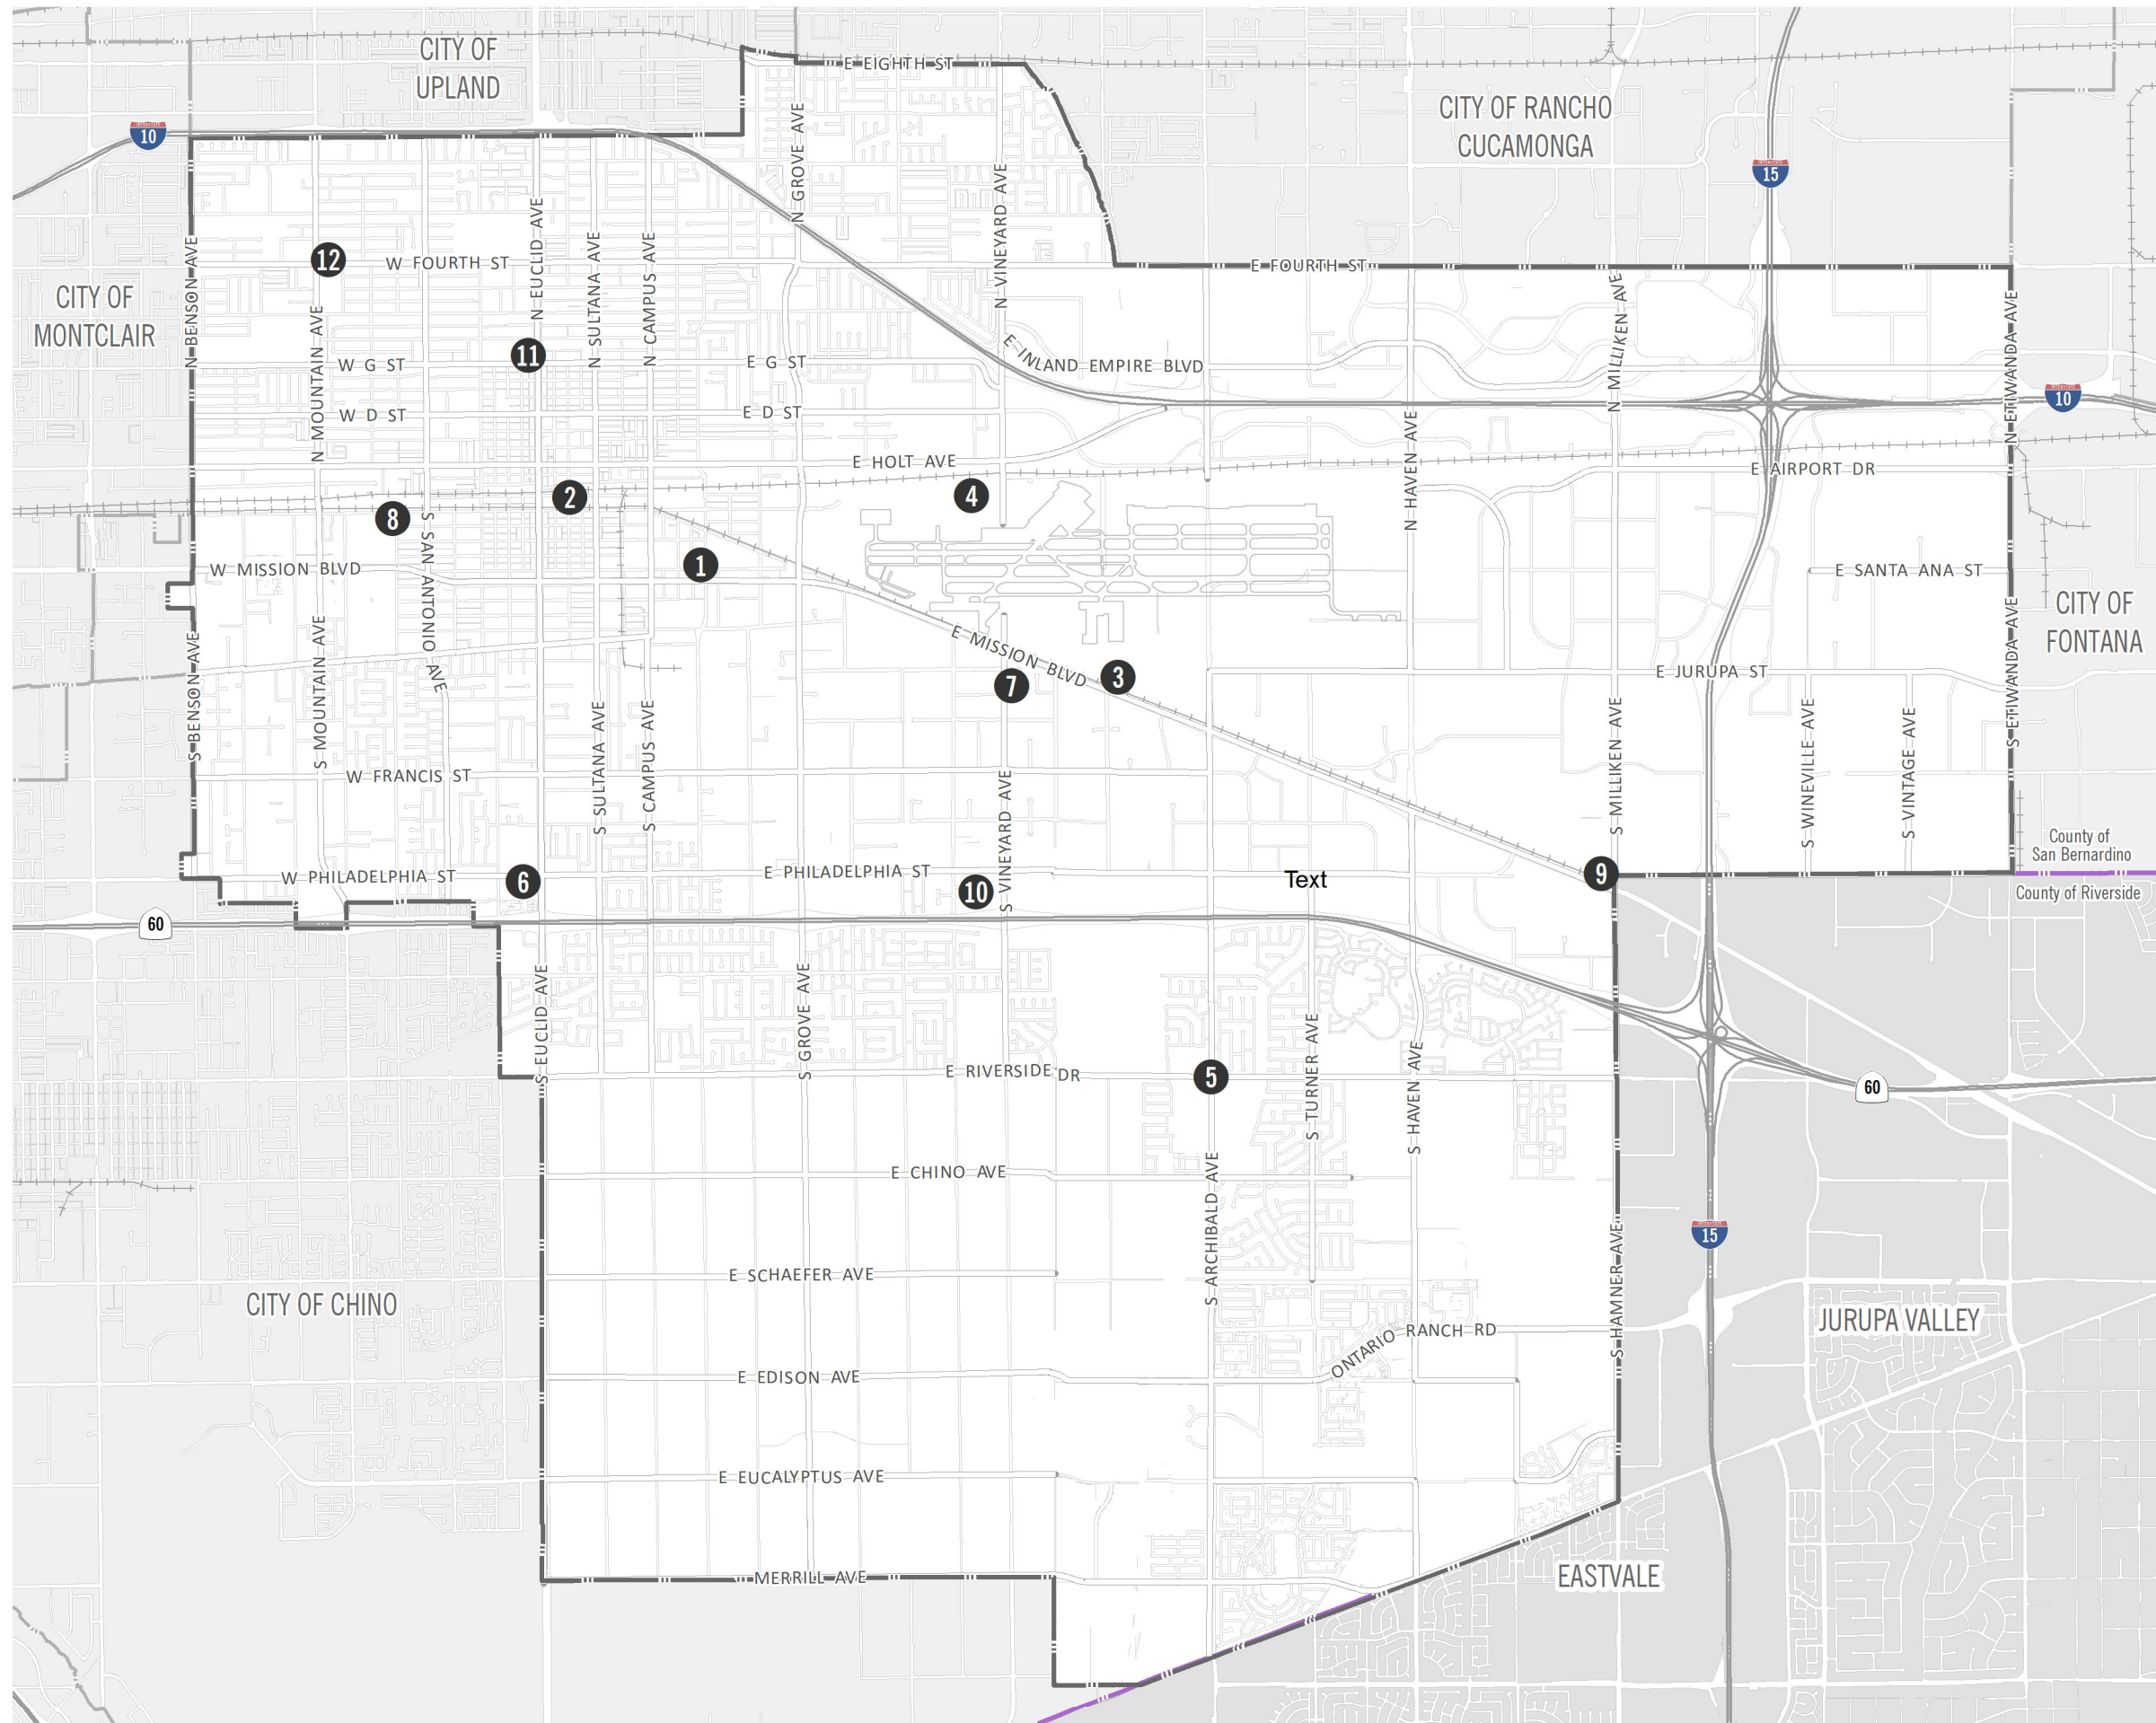 CITY OF
UPLAND
E EIGHTH ST
CITY OF RANCHO
CUCAMONGA
INTERSTATE
10
INTERSTATE
15
N GROVE AVE
N VINEYARD AVE
N EUCLID AVE
N SULTANA AVE
N CAMPUS AVE
N BENSON AVE
12
W FOURTH ST
E FOURTH ST
CITY OF
MONTCLAIR
N MOUNTAIN AVE
N MILLIKEN AVE
N ETIWANDA AVE
11
W G ST
E G ST
E INLAND EMPIRE BLVD
INTERSTATE
10
W D ST
E D ST
N HAVEN AVE
E HOLT AVE
E AIRPORT DR
2
4
8
S SAN ANTONIO AVE
1
W MISSION BLVD
E SANTA ANA ST
CITY OF
FONTANA
S BENSON AVE
S MOUNTAIN AVE
E MISSION BLVD
3
7
E JURUPA ST
S ETIWANDA AVE
S SULTANA AVE
S CAMPUS AVE
S MILLIKEN AVE
S WINEVILLE AVE
S VINTAGE AVE
W FRANCIS ST
S VINEYARD AVE
County of
San Bernardino
County of Riverside
W PHILADELPHIA ST
6
E PHILADELPHIA ST
10
Text
9
60
S EUCLID AVE
S GROVE AVE
E RIVERSIDE DR
5
S TURNER AVE
S HAVEN AVE
60
E CHINO AVE
S ARCHIBALD AVE
S HAMNER AVE
INTERSTATE
15
E SCHAEFER AVE
CITY OF CHINO
ONTARIO RANCH RD
JURUPA VALLEY
E EDISON AVE
E EUCALYPTUS AVE
MERRILL AVE
EASTVALE